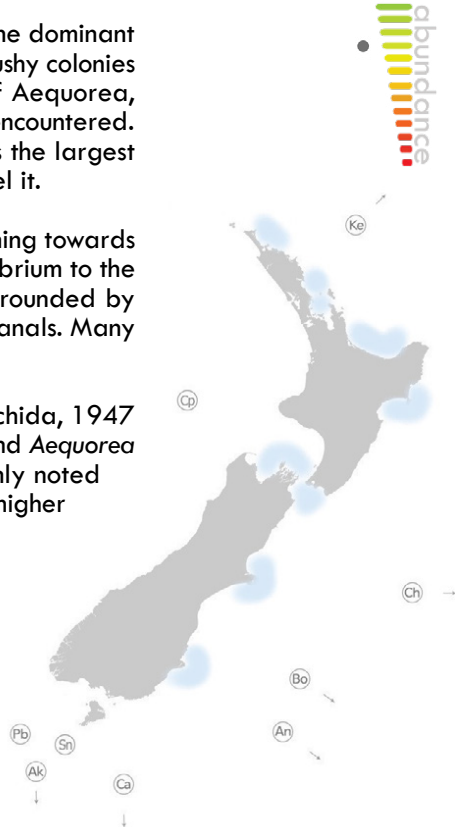 ne dominant
ushy colonies
f Aequorea,
encountered.
s the largest
el it.
ning towards
brium to the
rounded by
anals. Many
chida, 1947
nd Aequorea
nly noted
higher
abundance
Ke
Cp
Ch
Bo
An
Pb
Sn
Ak
Ca